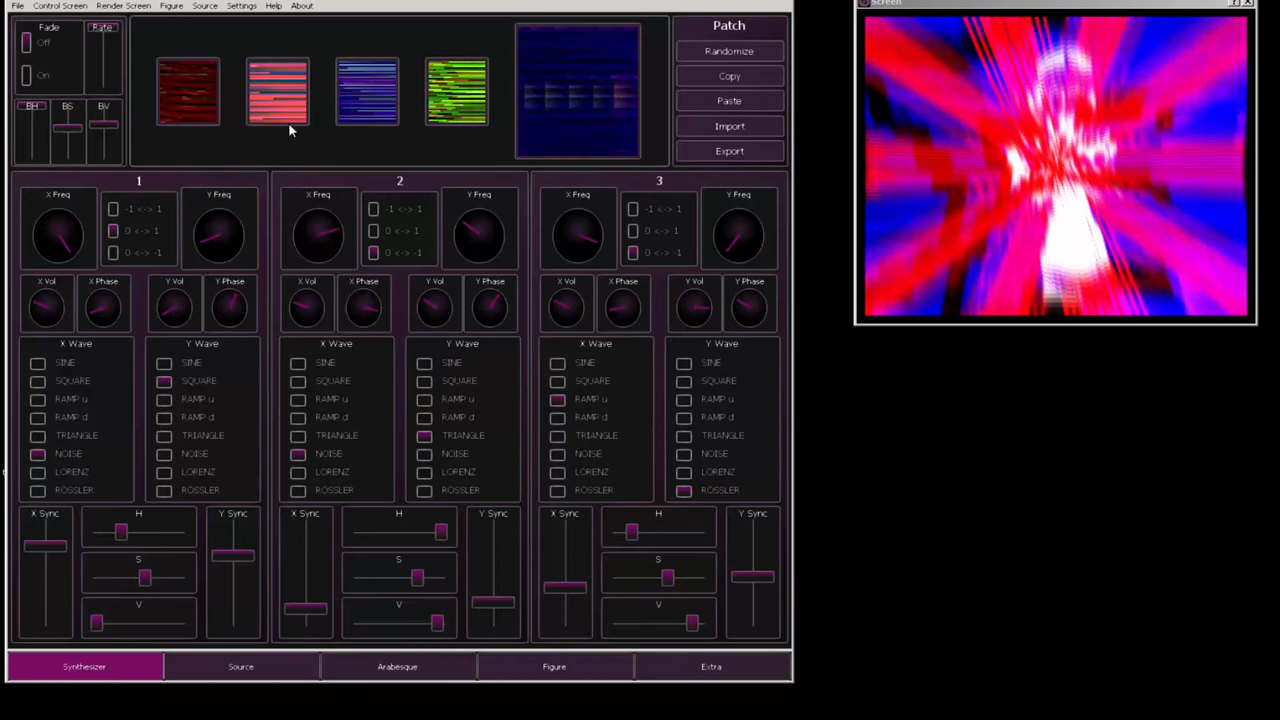 Screen
File Control Screen Render Screen Figure Source Settings Help About
Fade Rate
Off
On
BH BS BV
Patch
Randomize
Copy
Paste
Import
Export
1 2 3
X Freq -1 <-> 1 Y Freq X Freq -1 <-> 1 Y Freq X Freq -1 <-> 1 Y Freq
0 <-> 1 0 <-> 1 0 <-> 1
0 <-> -1 0 <-> -1 0 <-> -1
X Vol X Phase Y Vol Y Phase X Vol X Phase Y Vol Y Phase X Vol X Phase Y Vol Y Phase
X Wave Y Wave X Wave Y Wave X Wave Y Wave
SINE SINE SINE SINE SINE SINE
SQUARE SQUARE SQUARE SQUARE SQUARE SQUARE
RAMP u RAMP u RAMP u RAMP u RAMP u RAMP u
RAMP d RAMP d RAMP d RAMP d RAMP d RAMP d
TRIANGLE TRIANGLE TRIANGLE TRIANGLE TRIANGLE TRIANGLE
NOISE NOISE NOISE NOISE NOISE NOISE
LORENZ LORENZ LORENZ LORENZ LORENZ LORENZ
ROSSLER ROSSLER ROSSLER ROSSLER ROSSLER ROSSLER
X Sync H Y Sync X Sync H Y Sync X Sync H Y Sync
S S S
V V V
Synthesizer Source Arabesque Figure Extra